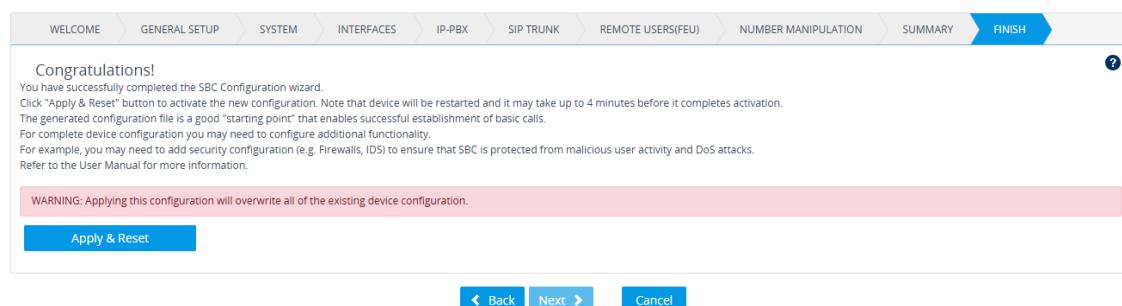 WELCOME GENERAL SETUP SYSTEM INTERFACES IP-PBX SIP TRUNK REMOTE USERS(FEU) NUMBER MANIPULATION SUMMARY FINISH
?
Congratulations!
You have successfully completed the SBC Configuration wizard.
Click "Apply & Reset" button to activate the new configuration. Note that device will be restarted and it may take up to 4 minutes before it completes activation.
The generated configuration file is a good "starting point" that enables successful establishment of basic calls.
For complete device configuration you may need to configure additional functionality.
For example, you may need to add security configuration (e.g. Firewalls, IDS) to ensure that SBC is protected from malicious user activity and DoS attacks.
Refer to the User Manual for more information.
WARNING: Applying this configuration will overwrite all of the existing device configuration.
Apply & Reset
Back Next Cancel